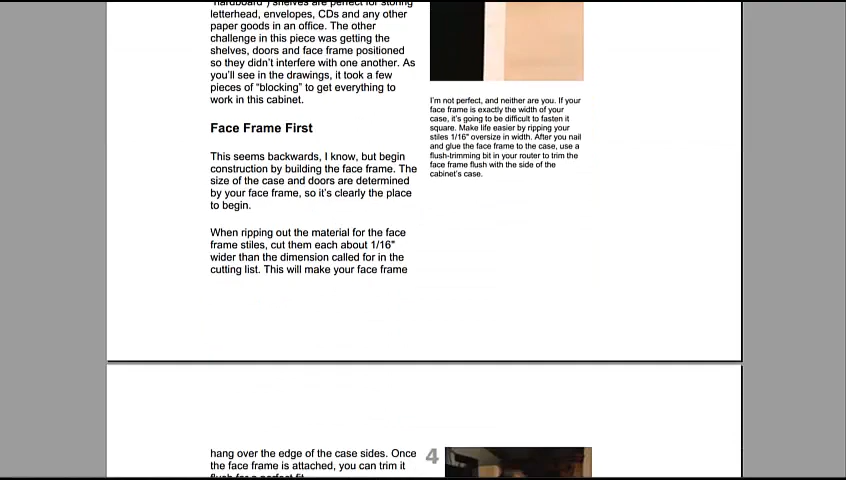 "hardboard") shelves are perfect for storing
letterhead, envelopes, CDs and any other
paper goods in an office. The other
challenge in this piece was getting the
shelves, doors and face frame positioned
so they didn't interfere with one another. As
you'll see in the drawings, it took a few
pieces of "blocking" to get everything to
work in this cabinet.
Face Frame First
This seems backwards, I know, but begin
construction by building the face frame. The
size of the case and doors are determined
by your face frame, so it's clearly the place
to begin.
When ripping out the material for the face
frame stiles, cut them each about 1/16"
wider than the dimension called for in the
cutting list. This will make your face frame
I'm not perfect, and neither are you. If your
face frame is exactly the width of your
case, it's going to be difficult to fasten it
square. Make life easier by ripping your
stiles 1/16" oversize in width. After you nail
and glue the face frame to the case, use a
flush-trimming bit in your router to trim the
face frame flush with the side of the
cabinet's case.
hang over the edge of the case sides. Once
the face frame is attached, you can trim it
flush for a perfect fit.
4